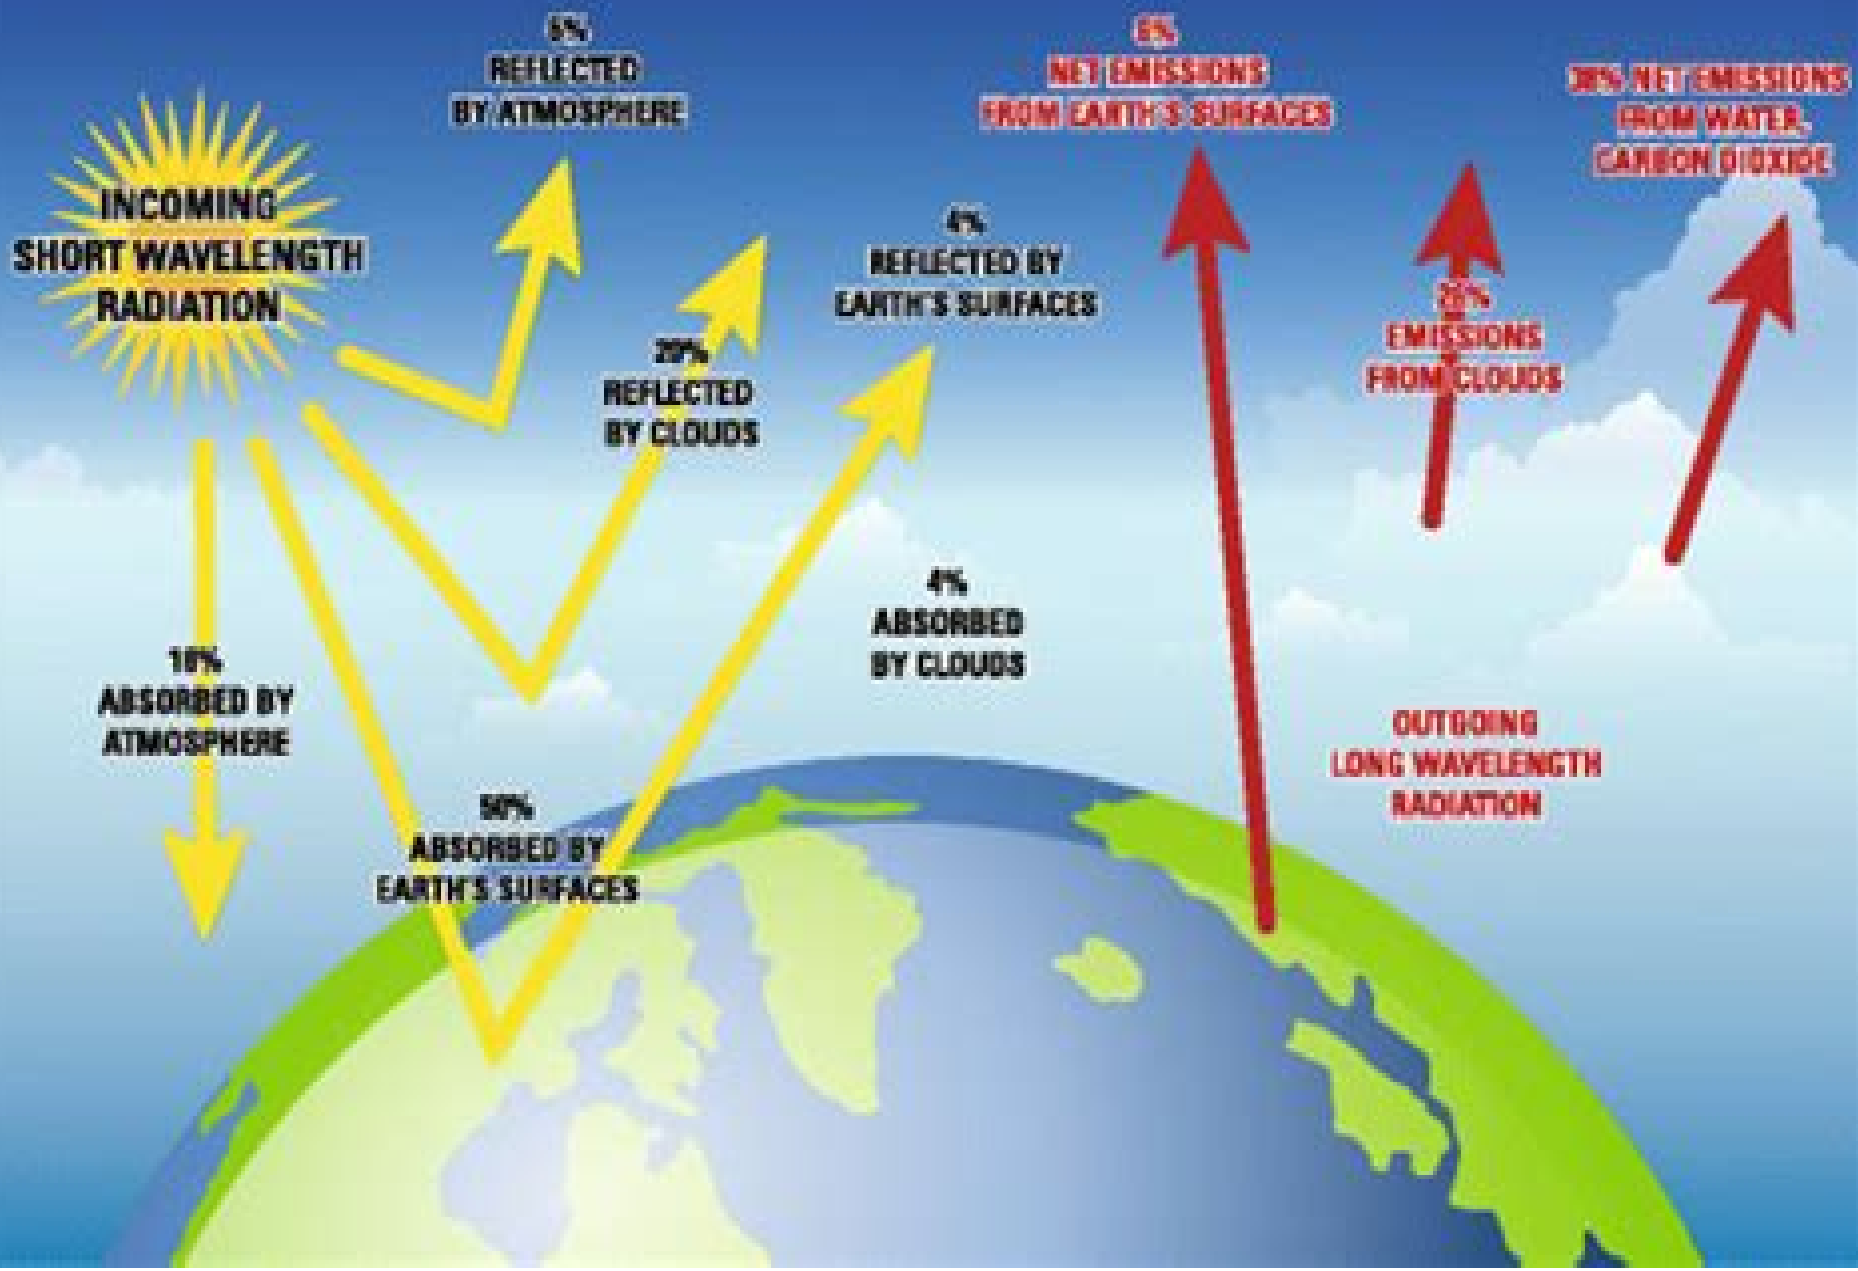 6%
REFLECTED
BY ATMOSPHERE
6%
NET EMISSIONS
FROM EARTH'S SURFACES
38% NET EMISSIONS
FROM WATER,
CARBON DIOXIDE
INCOMING
SHORT WAVELENGTH
RADIATION
4%
REFLECTED BY
EARTH'S SURFACES
20%
REFLECTED
BY CLOUDS
26%
EMISSIONS
FROM CLOUDS
4%
ABSORBED
BY CLOUDS
16%
ABSORBED BY
ATMOSPHERE
OUTGOING
LONG WAVELENGTH
RADIATION
50%
ABSORBED BY
EARTH'S SURFACES